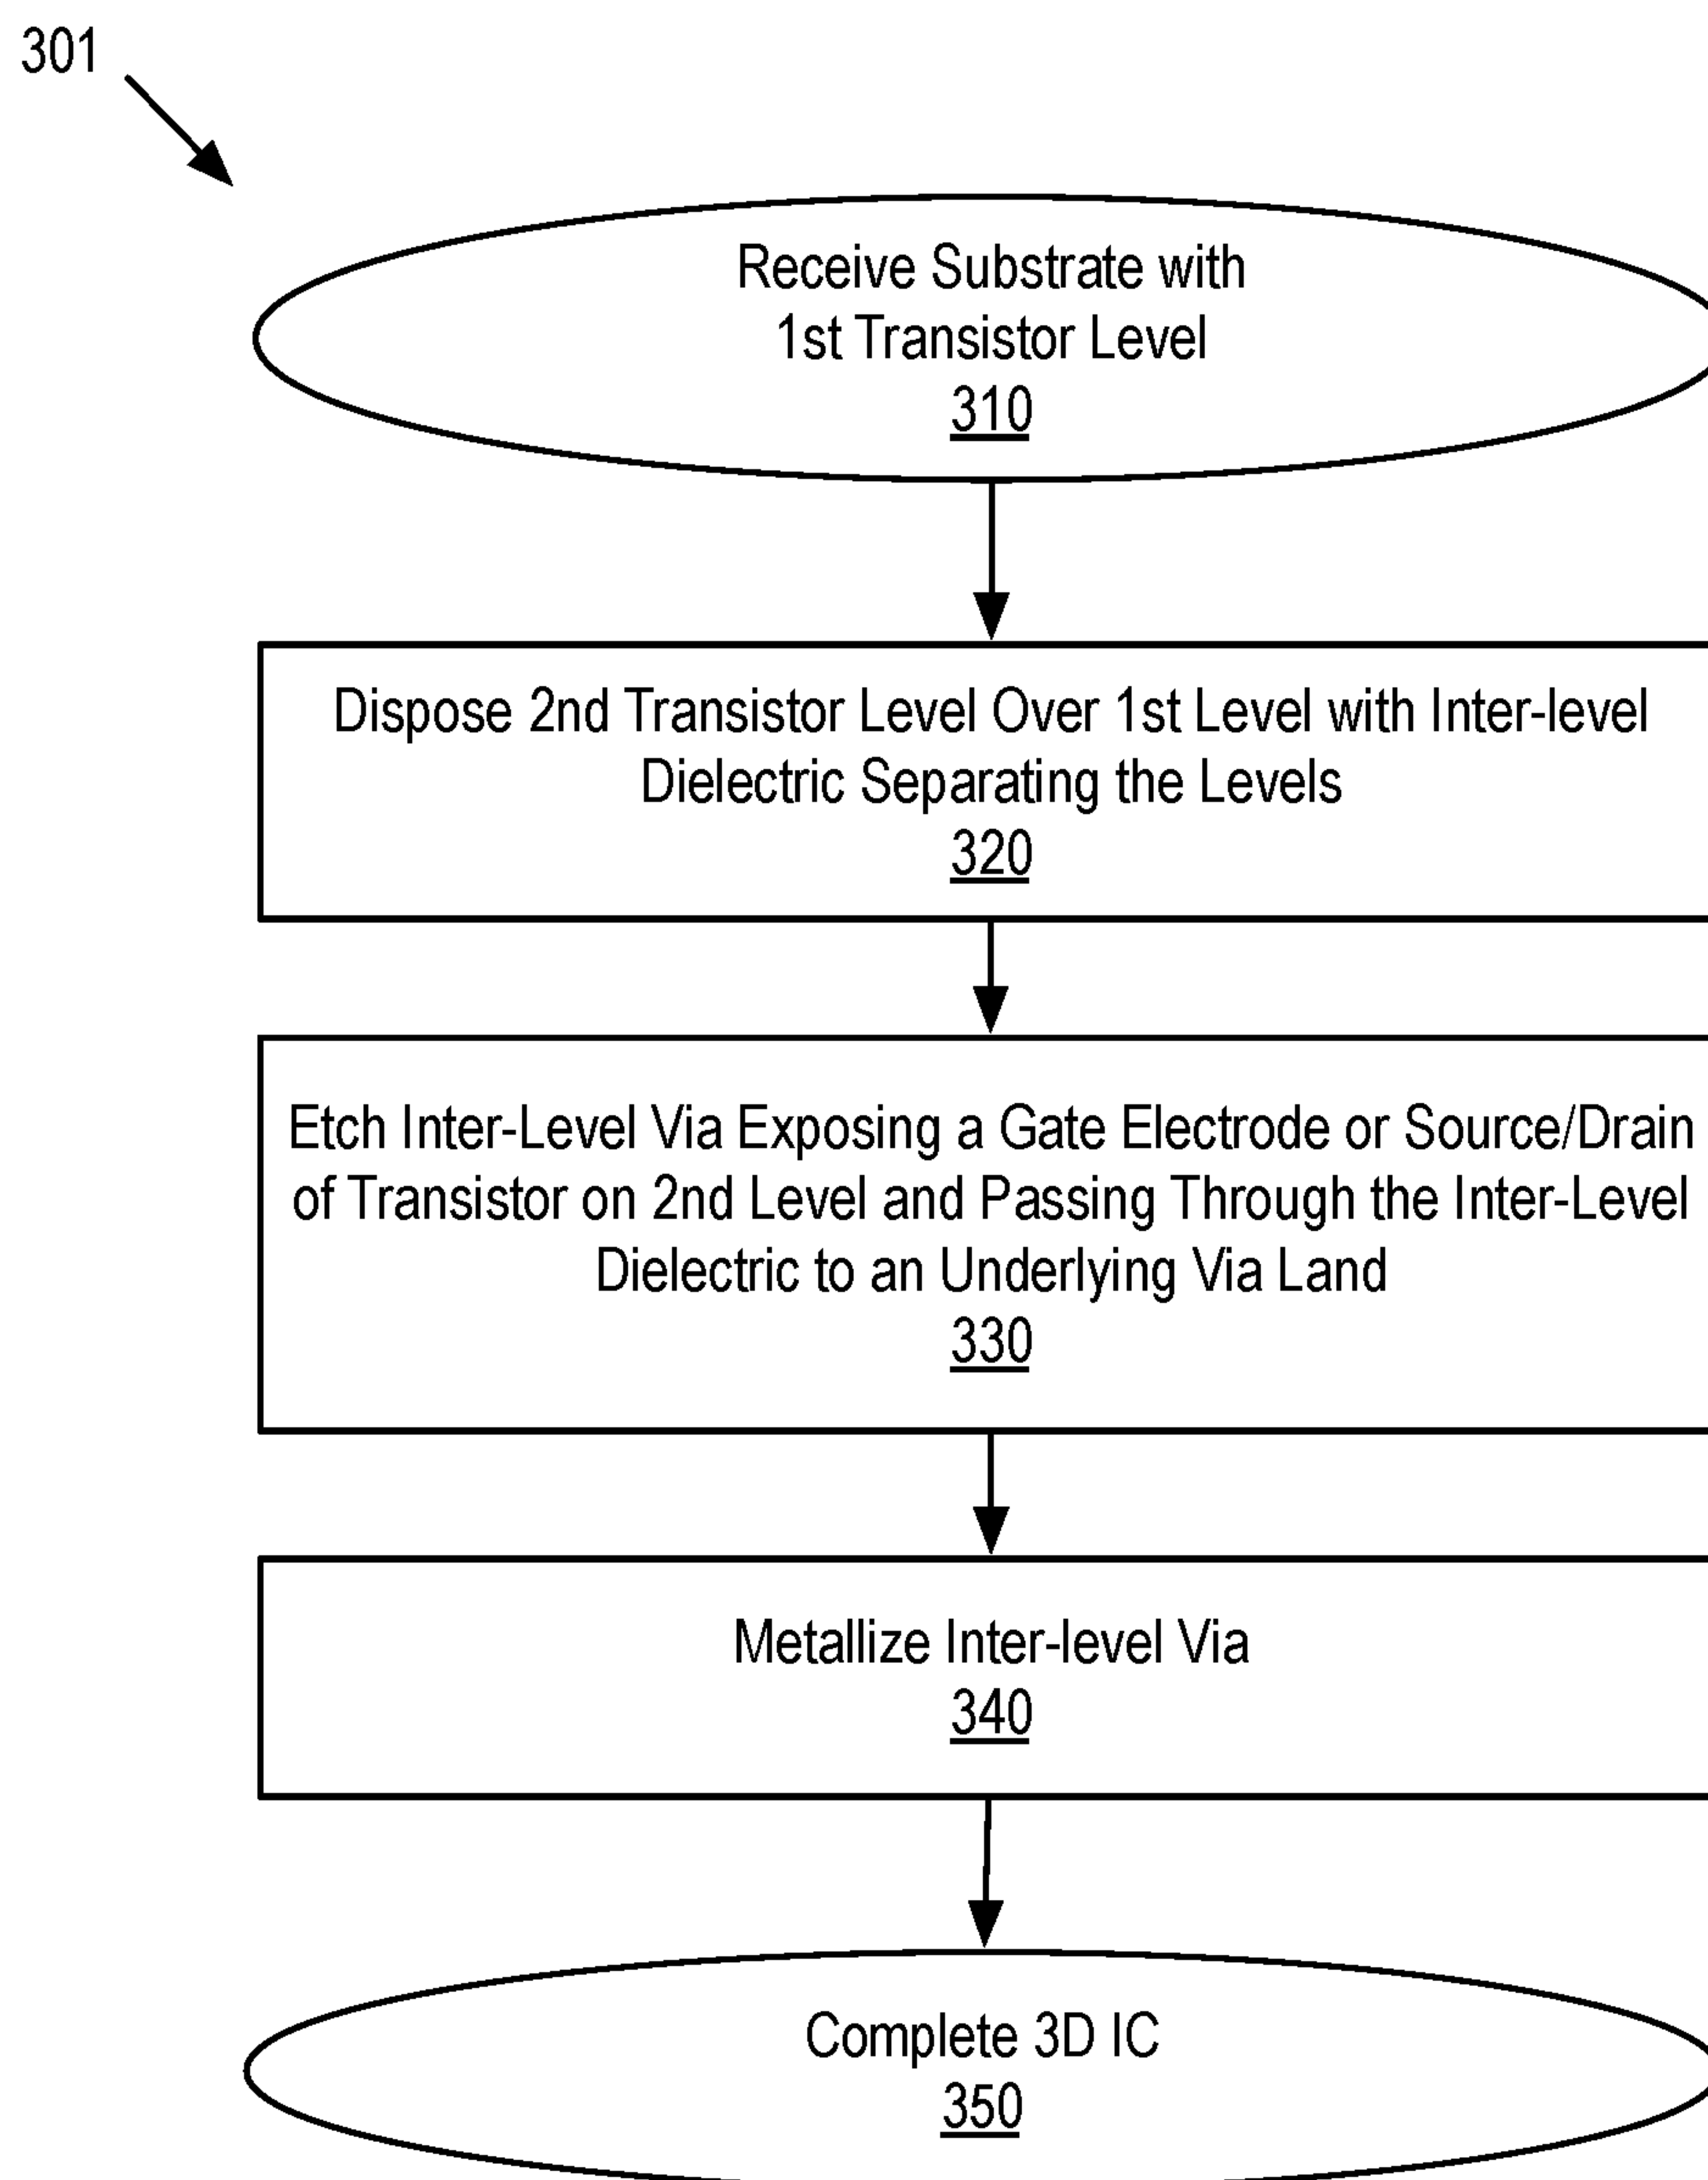 301
Receive Substrate with
1st Transistor Level
310
Dispose 2nd Transistor Level Over 1st Level with Inter-level
Dielectric Separating the Levels
320
Etch Inter-Level Via Exposing a Gate Electrode or Source/Drain
of Transistor on 2nd Level and Passing Through the Inter-Level
Dielectric to an Underlying Via Land
330
Metallize Inter-level Via
340
Complete 3D IC
350